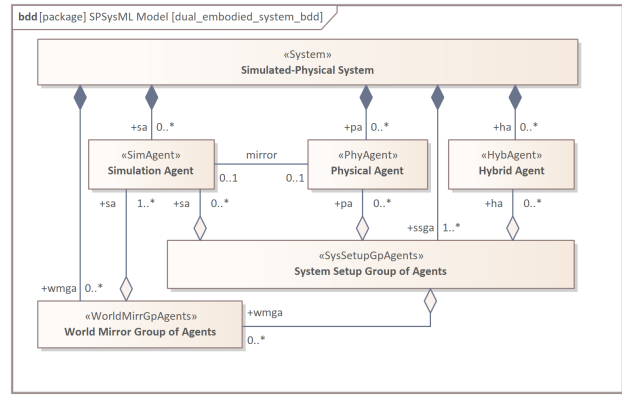 bdd [package] SPSysML Model [dual_embodied_system_bdd]
«System»
Simulated-Physical System
+sa 0..*
+pa 0..*
+ha 0..*
«SimAgent»
Simulation Agent
mirror
0..1
0..1
«PhyAgent»
Physical Agent
«HybAgent»
Hybrid Agent
+sa 1..*
+sa 0..*
+pa 0..*
+ssga 1..*
+ha 0..*
«SysSetupGpAgents»
System Setup Group of Agents
+wmga 0..*
«WorldMirrGpAgents»
World Mirror Group of Agents
+wmga
0..*